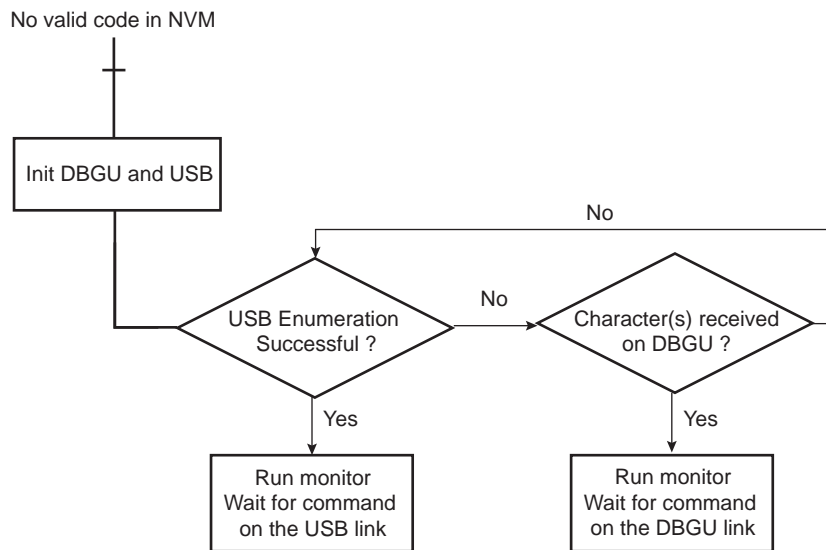 No valid code in NVM
Init DBGU and USB
No
USB Enumeration
Successful ?
No
Character(s) received
on DBGU ?
Yes
Yes
Run monitor
Wait for command
on the USB link
Run monitor
Wait for command
on the DBGU link